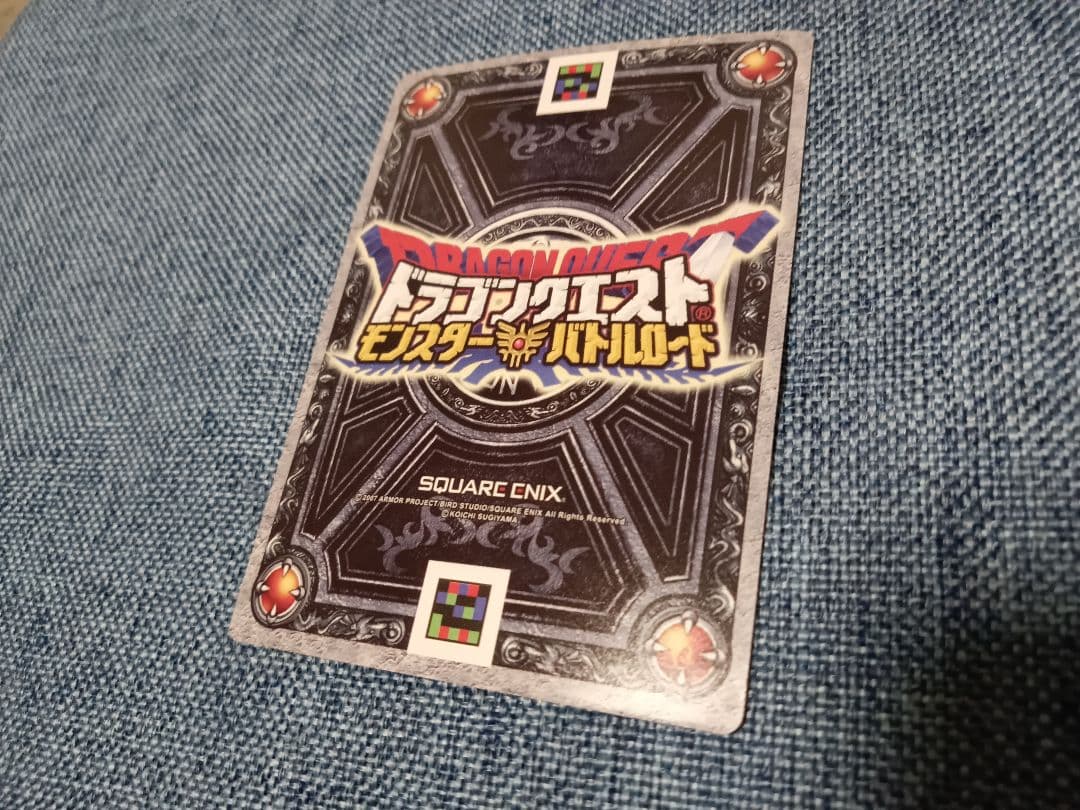 DRAGON QUEST
ドラゴンクエスト®
モンスター バトルロード
SQUARE ENIX®
©2007 ARMOR PROJECT/BIRD STUDIO/SQUARE ENIX All Rights Reserved.
©KOICHI SUGIYAMA